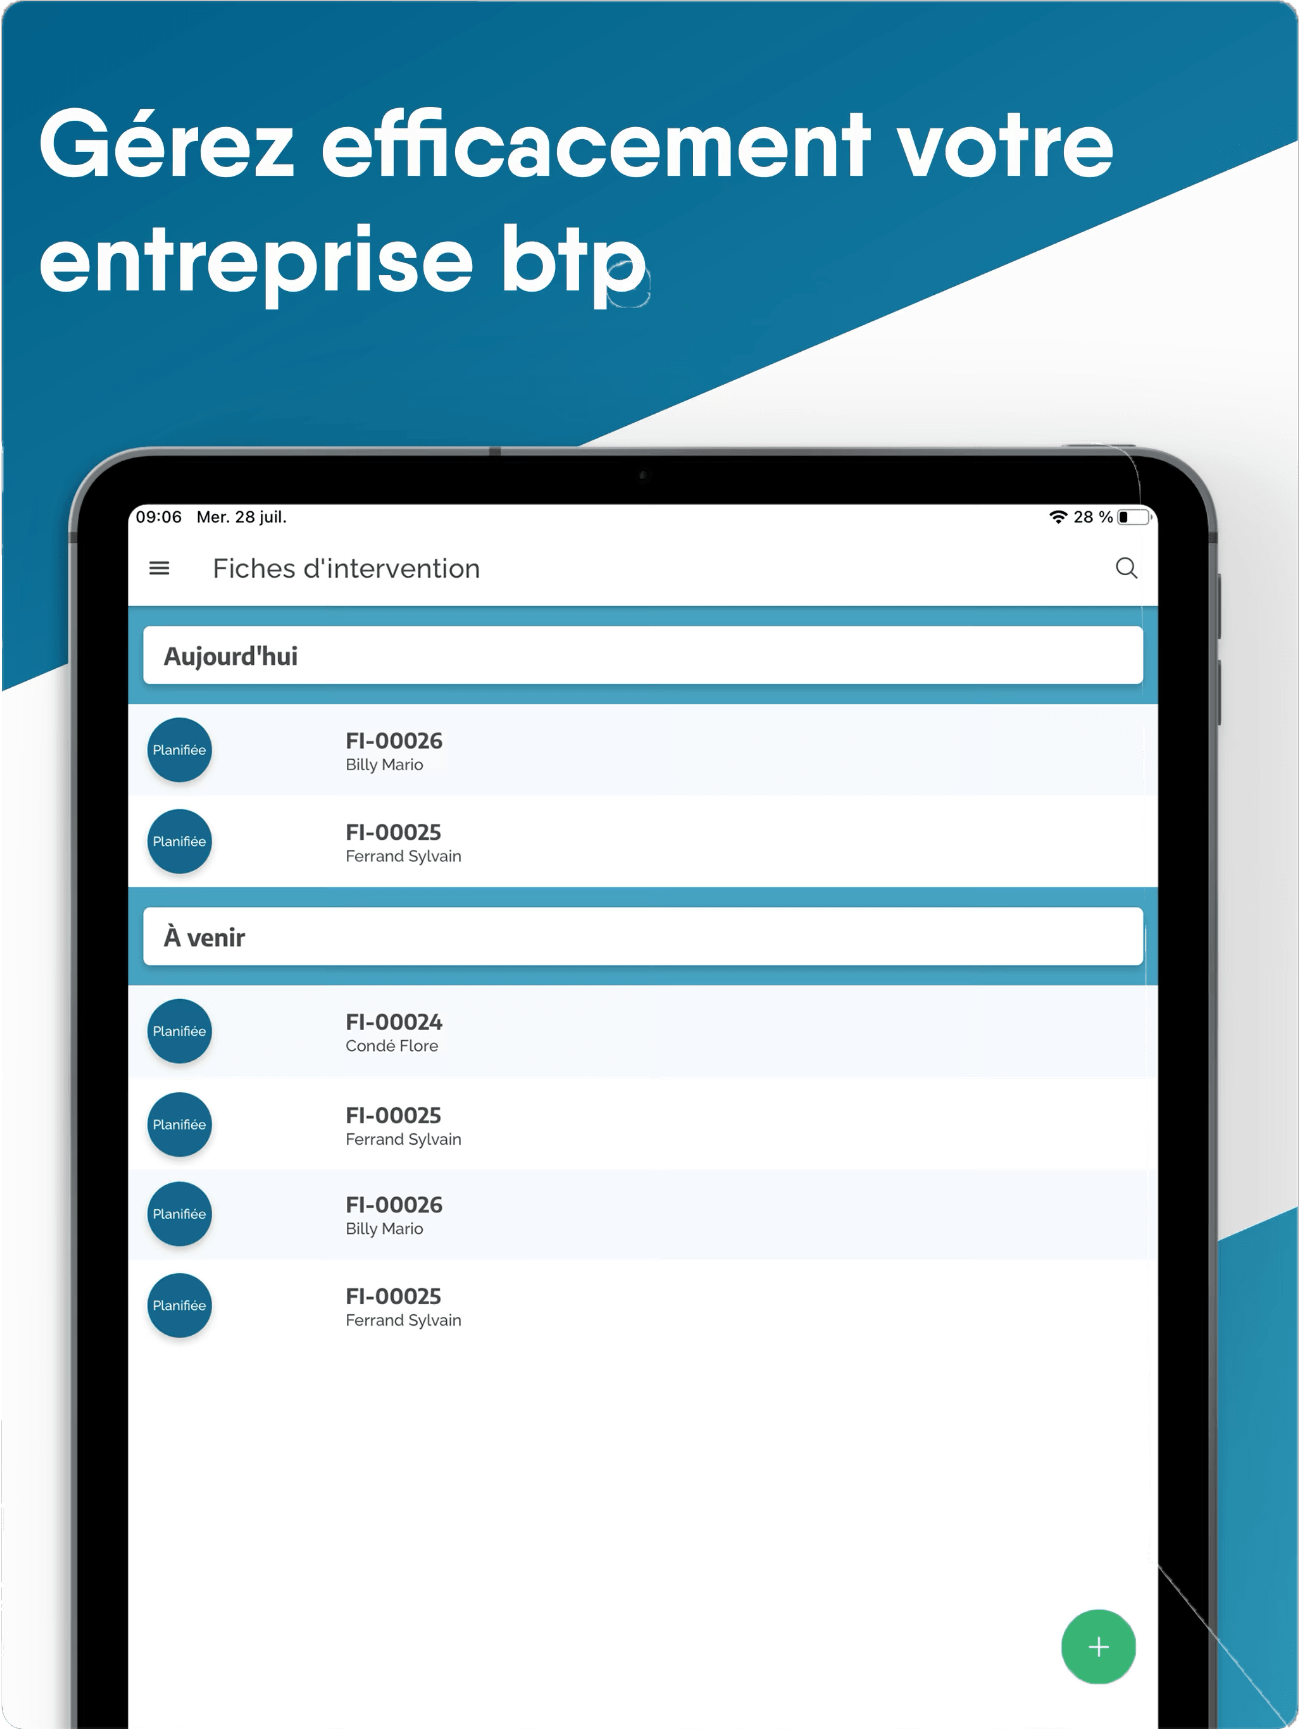 Gérez efficacement votre
entreprise btp
09:06 Mer. 28 juil. 28 %
Fiches d'intervention
Aujourd'hui
Planifiée
FI-00026
Billy Mario
Planifiée
FI-00025
Ferrand Sylvain
À venir
Planifiée
FI-00024
Condé Flore
Planifiée
FI-00025
Ferrand Sylvain
Planifiée
FI-00026
Billy Mario
Planifiée
FI-00025
Ferrand Sylvain